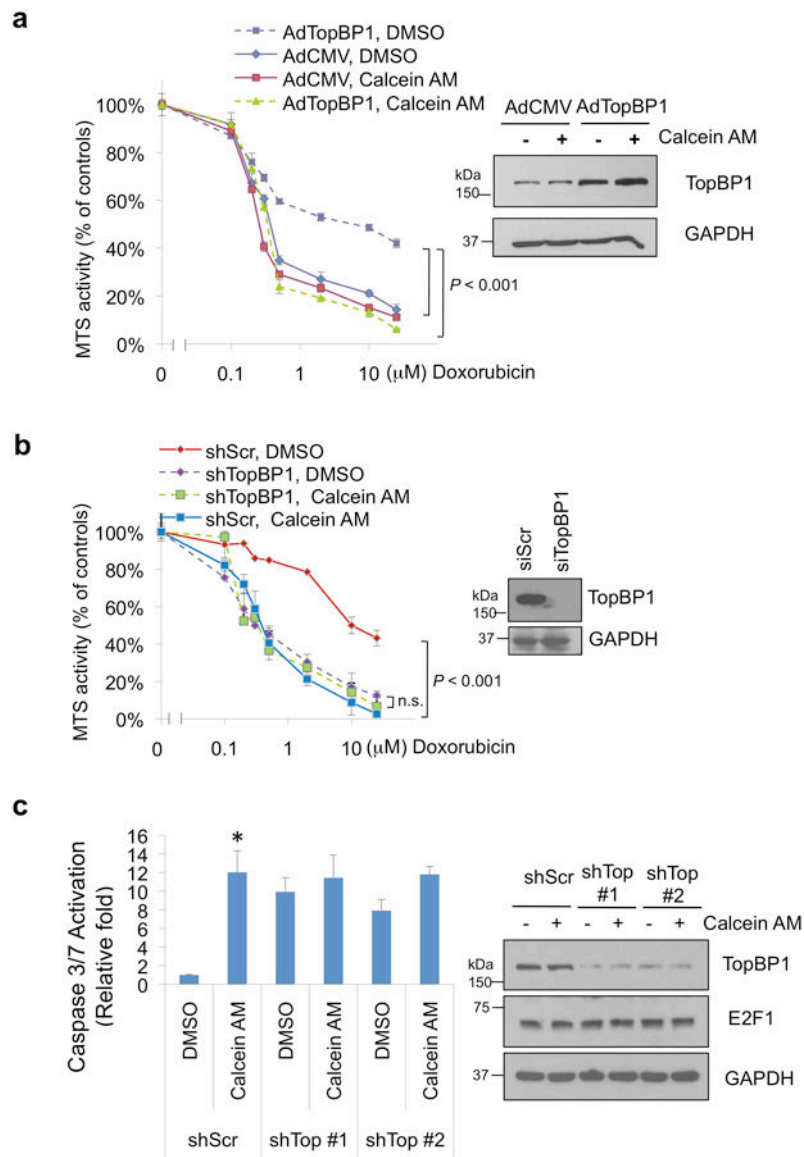 a
AdTopBP1, DMSO
AdCMV, DMSO
AdCMV, Calcein AM
AdTopBP1, Calcein AM
MTS activity (% of controls)
100%
80%
60%
40%
20%
0%
0 0.1 1 10 (μM) Doxorubicin
P < 0.001
AdCMV AdTopBP1
- + - + Calcein AM
kDa
150
TopBP1
37
GAPDH
b
shScr, DMSO
shTopBP1, DMSO
shTopBP1, Calcein AM
shScr, Calcein AM
MTS activity (% of controls)
100%
80%
60%
40%
20%
0%
0 0.1 1 10 (μM) Doxorubicin
P < 0.001
n.s.
siScr siTopBP1
kDa
150
TopBP1
37
GAPDH
c
Caspase 3/7 Activation
(Relative fold)
16
14
12
10
8
6
4
2
0
*
DMSO Calcein AM DMSO Calcein AM DMSO Calcein AM
shScr shTop #1 shTop #2
shScr shTop #1 shTop #2
- + - + - + Calcein AM
kDa
150
TopBP1
75
E2F1
37
GAPDH